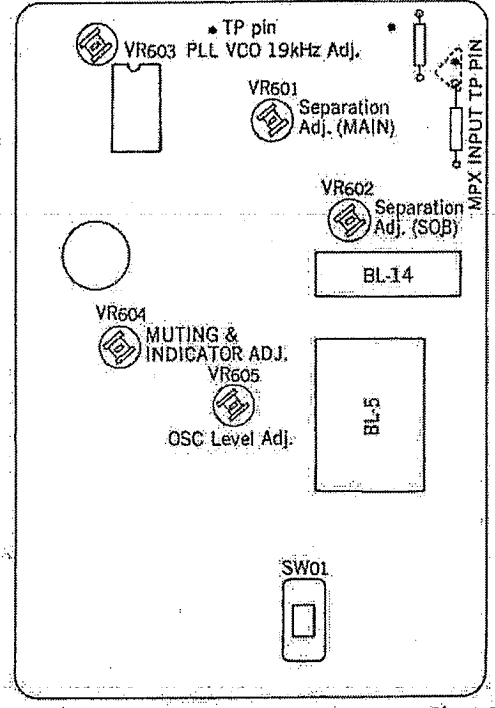 • TP pin
VR603 PLL VCO 19kHz Adj.
VR601
Separation
Adj. (MAIN)
MPX INPUT TP PIN
VR602
Separation
Adj. (SOB)
BL-14
VR604
MUTING &
INDICATOR ADJ.
VR605
OSC Level Adj.
BL-5
SW01